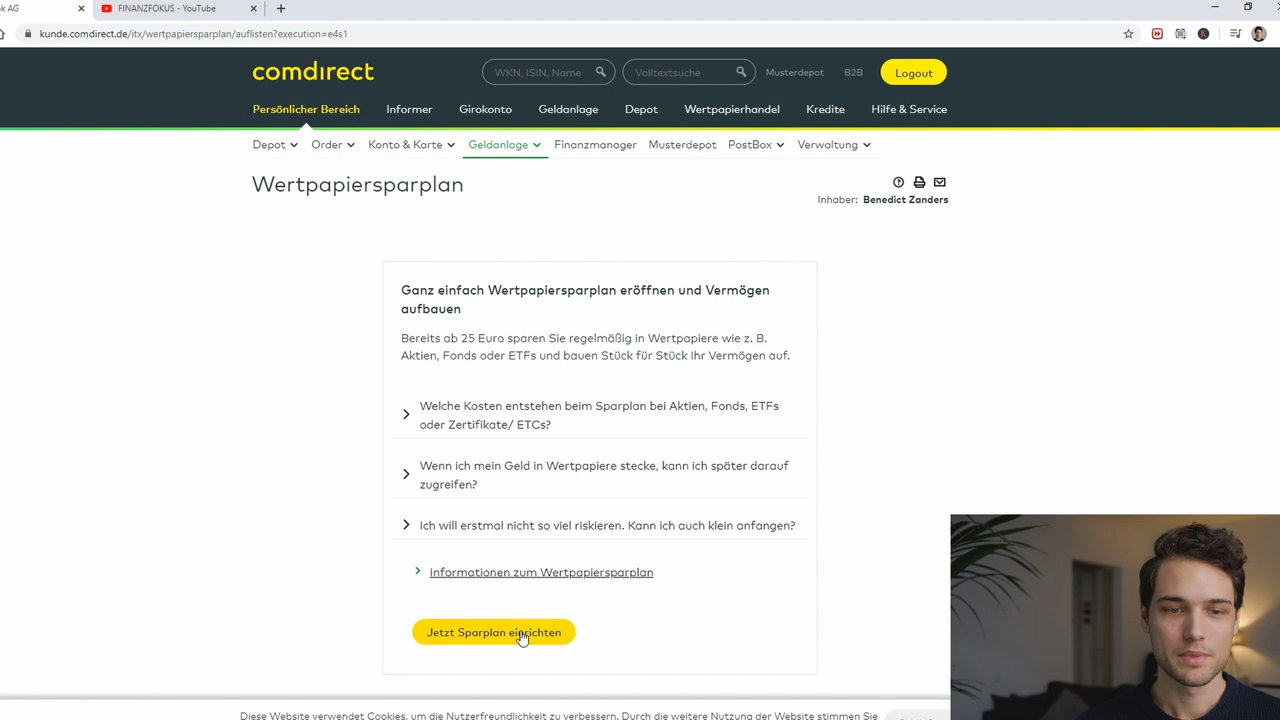 k AG
FINANZFOKUS - YouTube
kunde.comdirect.de/itx/wertpapiersparplan/auflisten?execution=e4s1
comdirect
WKN, ISIN, Name
Volltextsuche
Musterdepot
B2B
Logout
Persönlicher Bereich
Informer
Girokonto
Geldanlage
Depot
Wertpapierhandel
Kredite
Hilfe & Service
Depot
Order
Konto & Karte
Geldanlage
Finanzmanager
Musterdepot
PostBox
Verwaltung
Wertpapiersparplan
Inhaber: Benedict Zanders
Ganz einfach Wertpapiersparplan eröffnen und Vermögen
aufbauen
Bereits ab 25 Euro sparen Sie regelmäßig in Wertpapiere wie z. B.
Aktien, Fonds oder ETFs und bauen Stück für Stück Ihr Vermögen auf.
Welche Kosten entstehen beim Sparplan bei Aktien, Fonds, ETFs
oder Zertifikate/ ETCs?
Wenn ich mein Geld in Wertpapiere stecke, kann ich später darauf
zugreifen?
Ich will erstmal nicht so viel riskieren. Kann ich auch klein anfangen?
Informationen zum Wertpapiersparplan
Jetzt Sparplan einrichten
Diese Website verwendet Cookies, um die Nutzerfreundlichkeit zu verbessern. Durch die weitere Nutzung der Website stimmen Sie